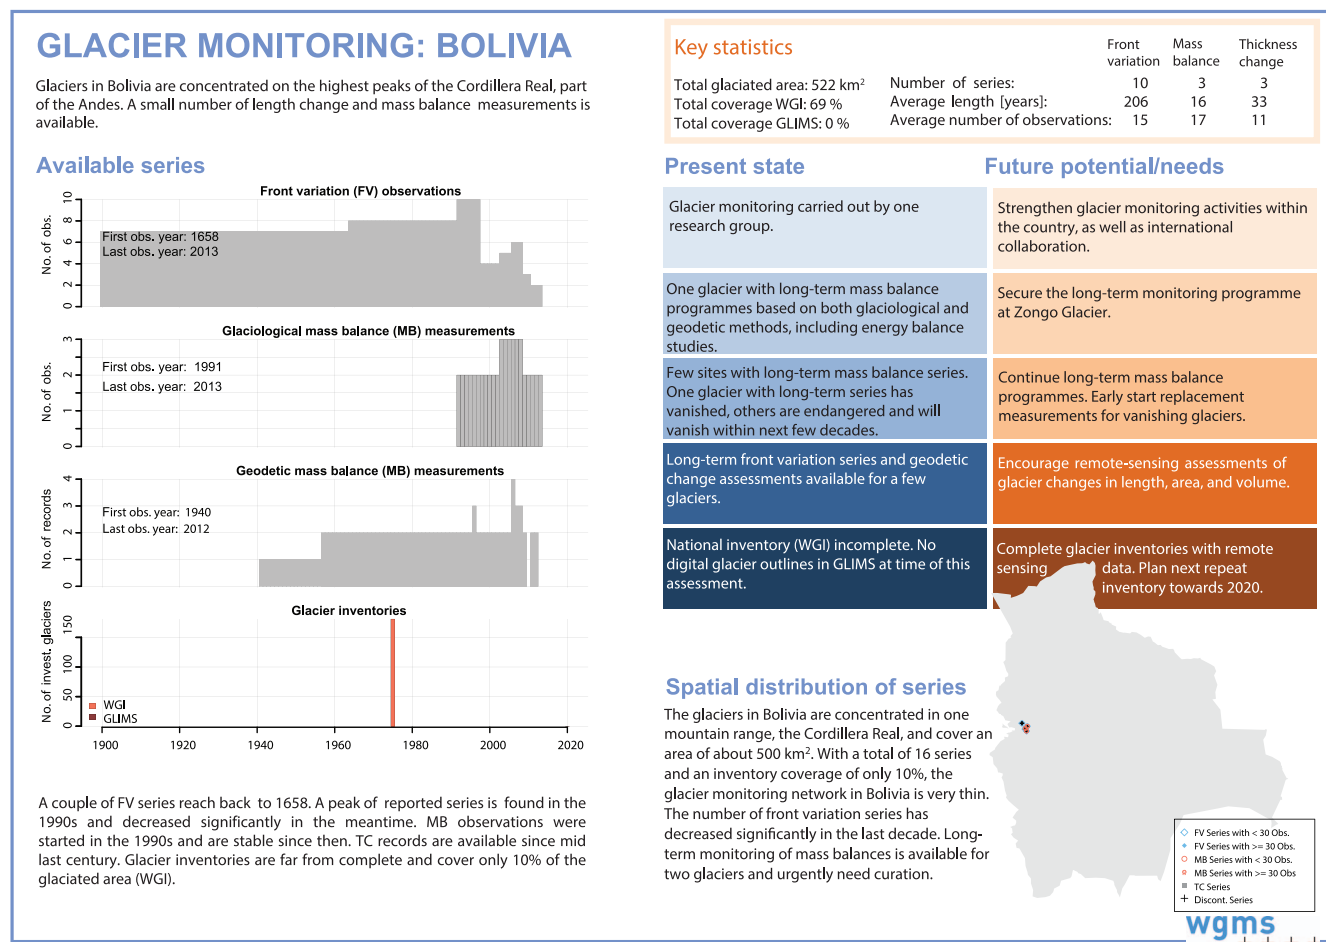 GLACIER MONITORING: BOLIVIA
Glaciers in Bolivia are concentrated on the highest peaks of the Cordillera Real, part
of the Andes. A small number of length change and mass balance measurements is
available.
Key statistics
Total glaciated area: 522 km²
Total coverage WGI: 69 %
Total coverage GLIMS: 0 %
Front variation Mass balance Thickness change
Number of series: 10 3 3
Average length [years]: 206 16 33
Average number of observations: 15 17 11
Available series
Front variation (FV) observations
No. of obs.
0 2 4 6 8 10
First obs. year: 1658
Last obs. year: 2013
Glaciological mass balance (MB) measurements
No. of obs.
0 1 2 3
First obs. year: 1991
Last obs. year: 2013
Geodetic mass balance (MB) measurements
No. of records
0 1 2 3 4
First obs. year: 1940
Last obs. year: 2012
Glacier inventories
No. of invest. glaciers
0 50 100 150
WGI
GLIMS
1900 1920 1940 1960 1980 2000 2020
A couple of FV series reach back to 1658. A peak of reported series is found in the
1990s and decreased significantly in the meantime. MB observations were
started in the 1990s and are stable since then. TC records are available since mid
last century. Glacier inventories are far from complete and cover only 10% of the
glaciated area (WGI).
Present state
Glacier monitoring carried out by one
research group.
One glacier with long-term mass balance
programmes based on both glaciological and
geodetic methods, including energy balance
studies.
Few sites with long-term mass balance series.
One glacier with long-term series has
vanished, others are endangered and will
vanish within next few decades.
Long-term front variation series and geodetic
change assessments available for a few
glaciers.
National inventory (WGI) incomplete. No
digital glacier outlines in GLIMS at time of this
assessment.
Future potential/needs
Strengthen glacier monitoring activities within
the country, as well as international
collaboration.
Secure the long-term monitoring programme
at Zongo Glacier.
Continue long-term mass balance
programmes. Early start replacement
measurements for vanishing glaciers.
Encourage remote-sensing assessments of
glacier changes in length, area, and volume.
Complete glacier inventories with remote
sensing data. Plan next repeat
inventory towards 2020.
Spatial distribution of series
The glaciers in Bolivia are concentrated in one
mountain range, the Cordillera Real, and cover an
area of about 500 km². With a total of 16 series
and an inventory coverage of only 10%, the
glacier monitoring network in Bolivia is very thin.
The number of front variation series has
decreased significantly in the last decade. Long-
term monitoring of mass balances is available for
two glaciers and urgently need curation.
FV Series with < 30 Obs.
FV Series with >= 30 Obs.
MB Series with < 30 Obs.
MB Series with >= 30 Obs
TC Series
Discont. Series
wgms